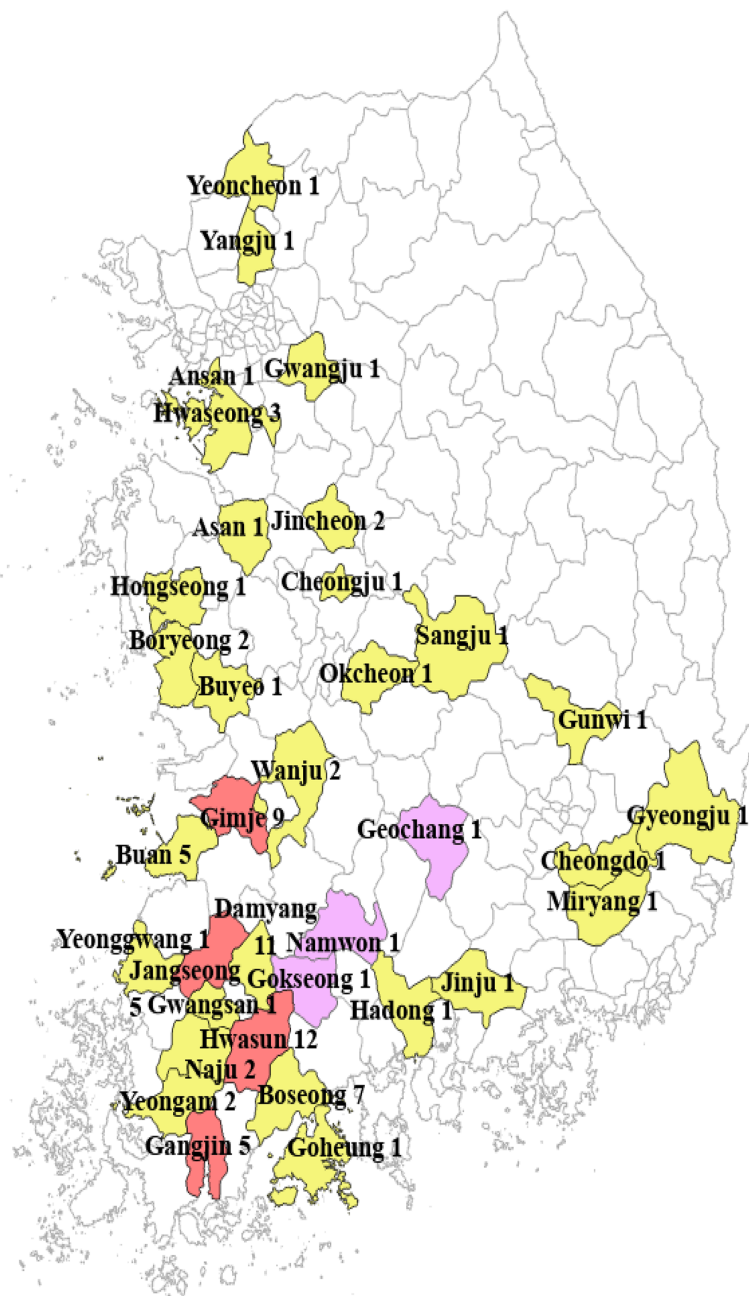 Yeoncheon 1
Yangju 1
Gwangju 1
Ansan 1
Hwaseong 3
Jincheon 2
Asan 1
Cheongju 1
Hongseong 1
Sangju 1
Boryeong 2
Okcheon 1
Buyeo 1
Gunwi 1
Wanju 2
Gimje 9
Gyeongju 1
Geochang 1
Buan 5
Cheongdo 1
Miryang 1
Damyang
11
Yeonggwang 1
Namwon 1
Jangseong
5
Gokseong 1
Jinju 1
Gwangsan 1
Hadong 1
Hwasun 12
Naju 2
Yeongam 2
Boseong 7
Gangjin 5
Goheung 1